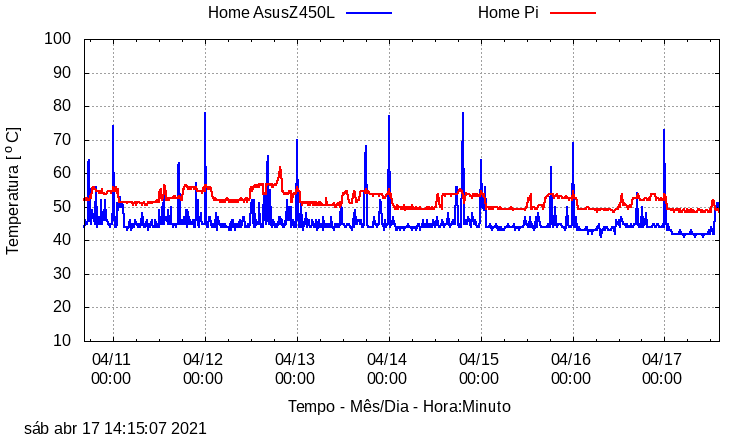 Home AsusZ450L Home Pi
100
90
80
70
60
50
40
30
20
10
Temperatura [ º C]
04/11 04/12 04/13 04/14 04/15 04/16 04/17
00:00 00:00 00:00 00:00 00:00 00:00 00:00
Tempo - Mês/Dia - Hora:Minuto
sáb abr 17 14:15:07 2021